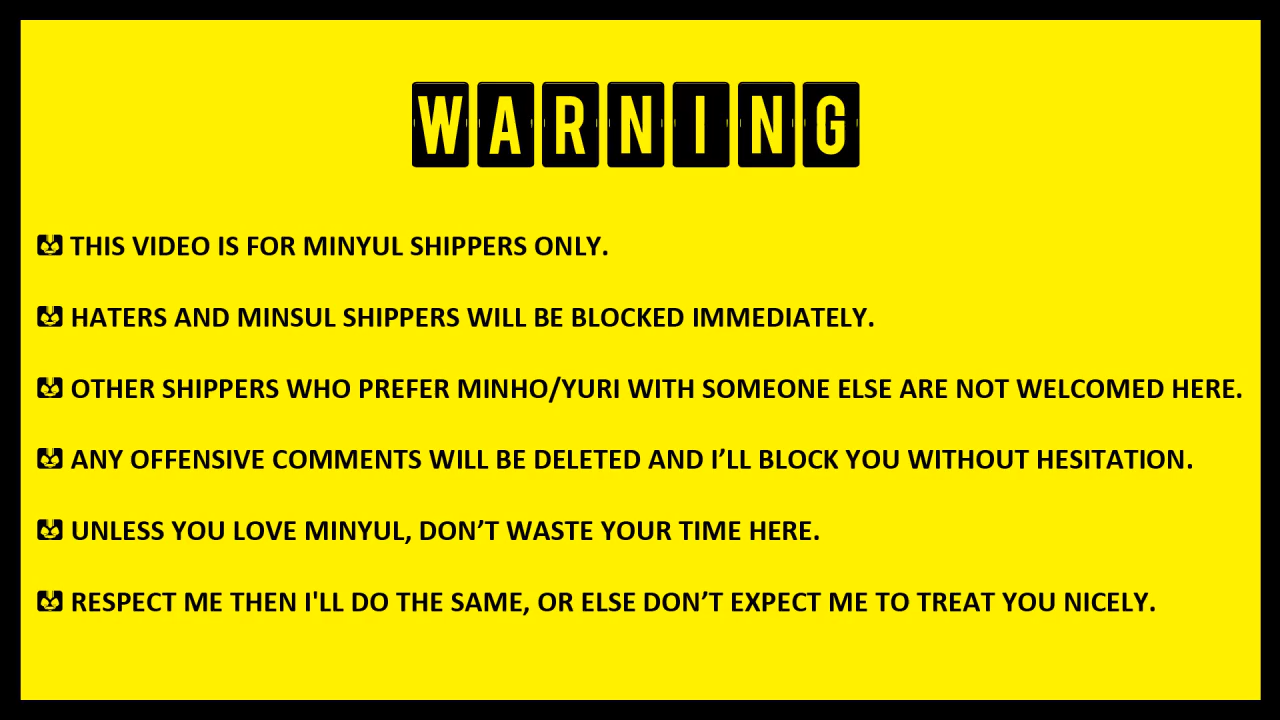 WARNING
THIS VIDEO IS FOR MINYUL SHIPPERS ONLY.
HATERS AND MINSUL SHIPPERS WILL BE BLOCKED IMMEDIATELY.
OTHER SHIPPERS WHO PREFER MINHO/YURI WITH SOMEONE ELSE ARE NOT WELCOMED HERE.
ANY OFFENSIVE COMMENTS WILL BE DELETED AND I’LL BLOCK YOU WITHOUT HESITATION.
UNLESS YOU LOVE MINYUL, DON’T WASTE YOUR TIME HERE.
RESPECT ME THEN I'LL DO THE SAME, OR ELSE DON’T EXPECT ME TO TREAT YOU NICELY.